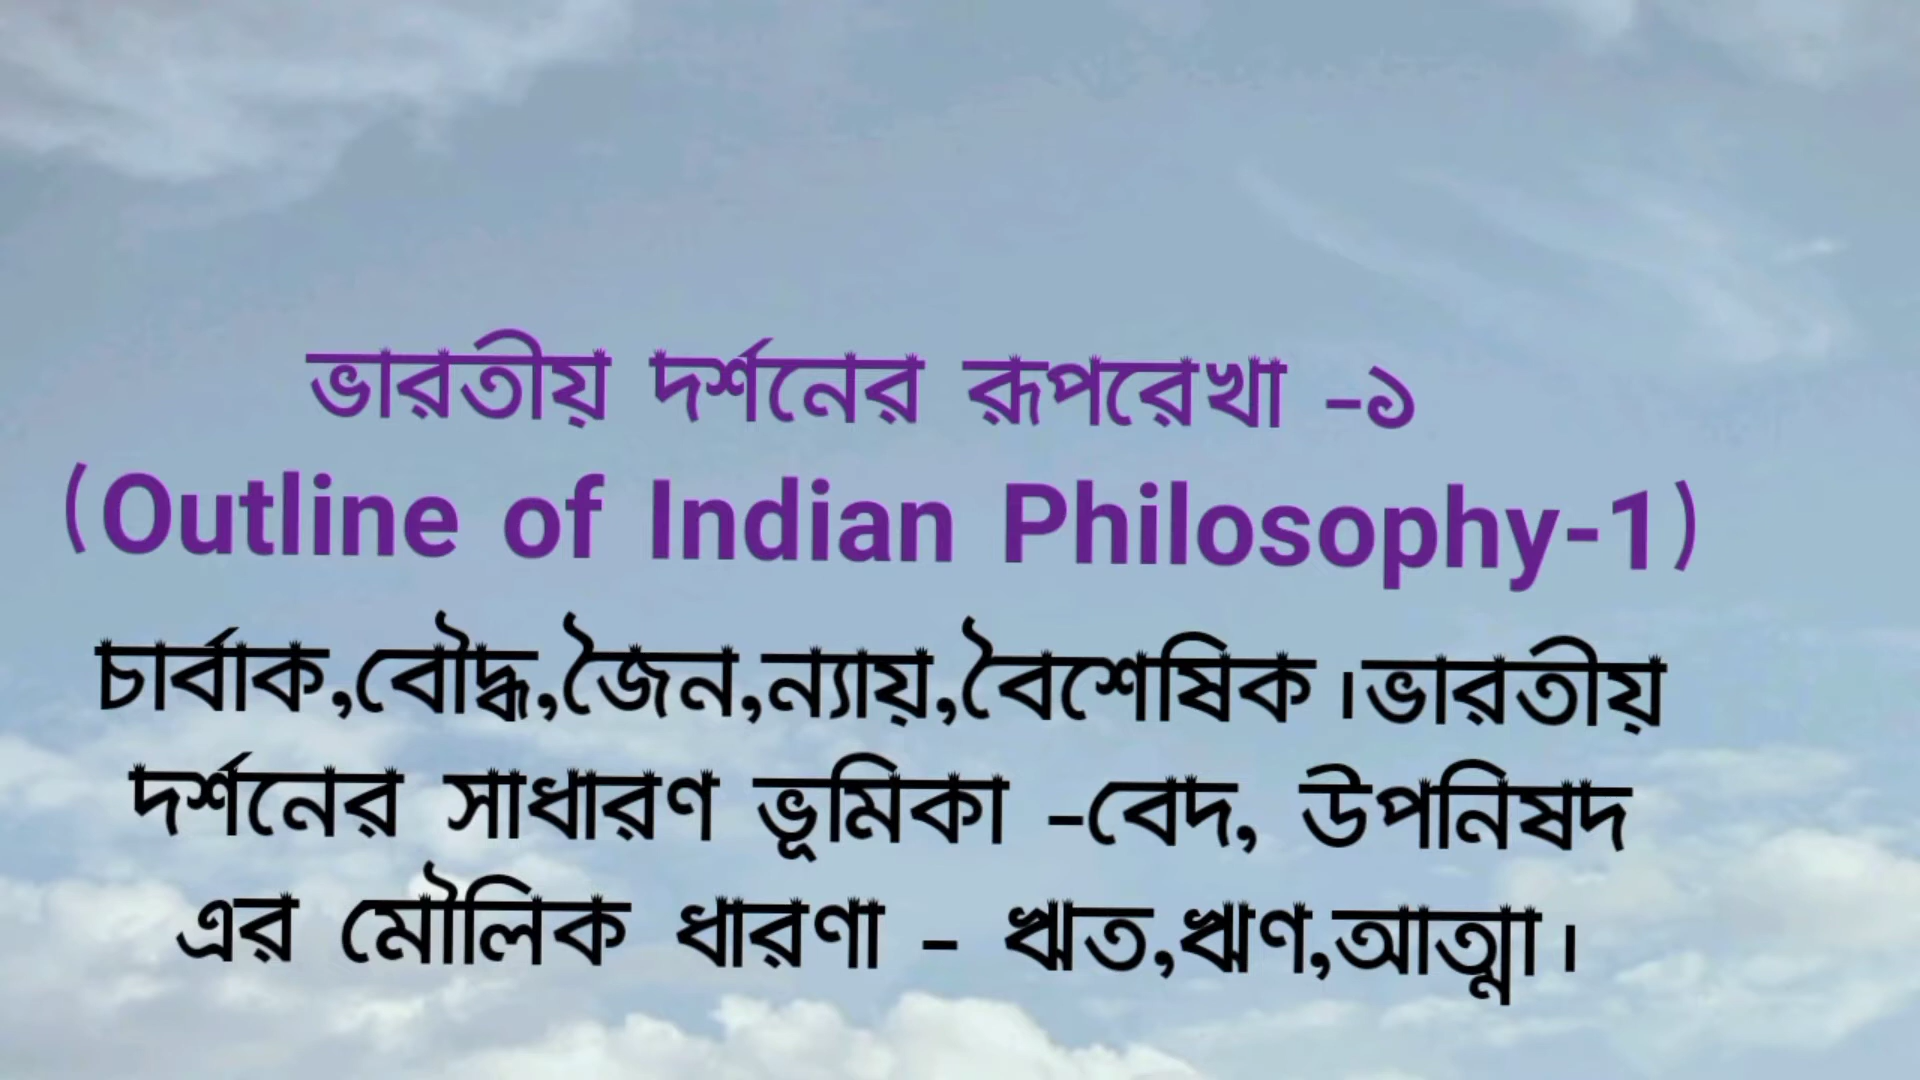 ভারতীয় দর্শনের রূপরেখা -১
(Outline of Indian Philosophy-1)
চার্বাক,বৌদ্ধ,জৈন,ন্যায়,বৈশেষিক।ভারতীয়
দর্শনের সাধারণ ভূমিকা -বেদ, উপনিষদ
এর মৌলিক ধারণা - ঋত,ঋণ,আত্মা।